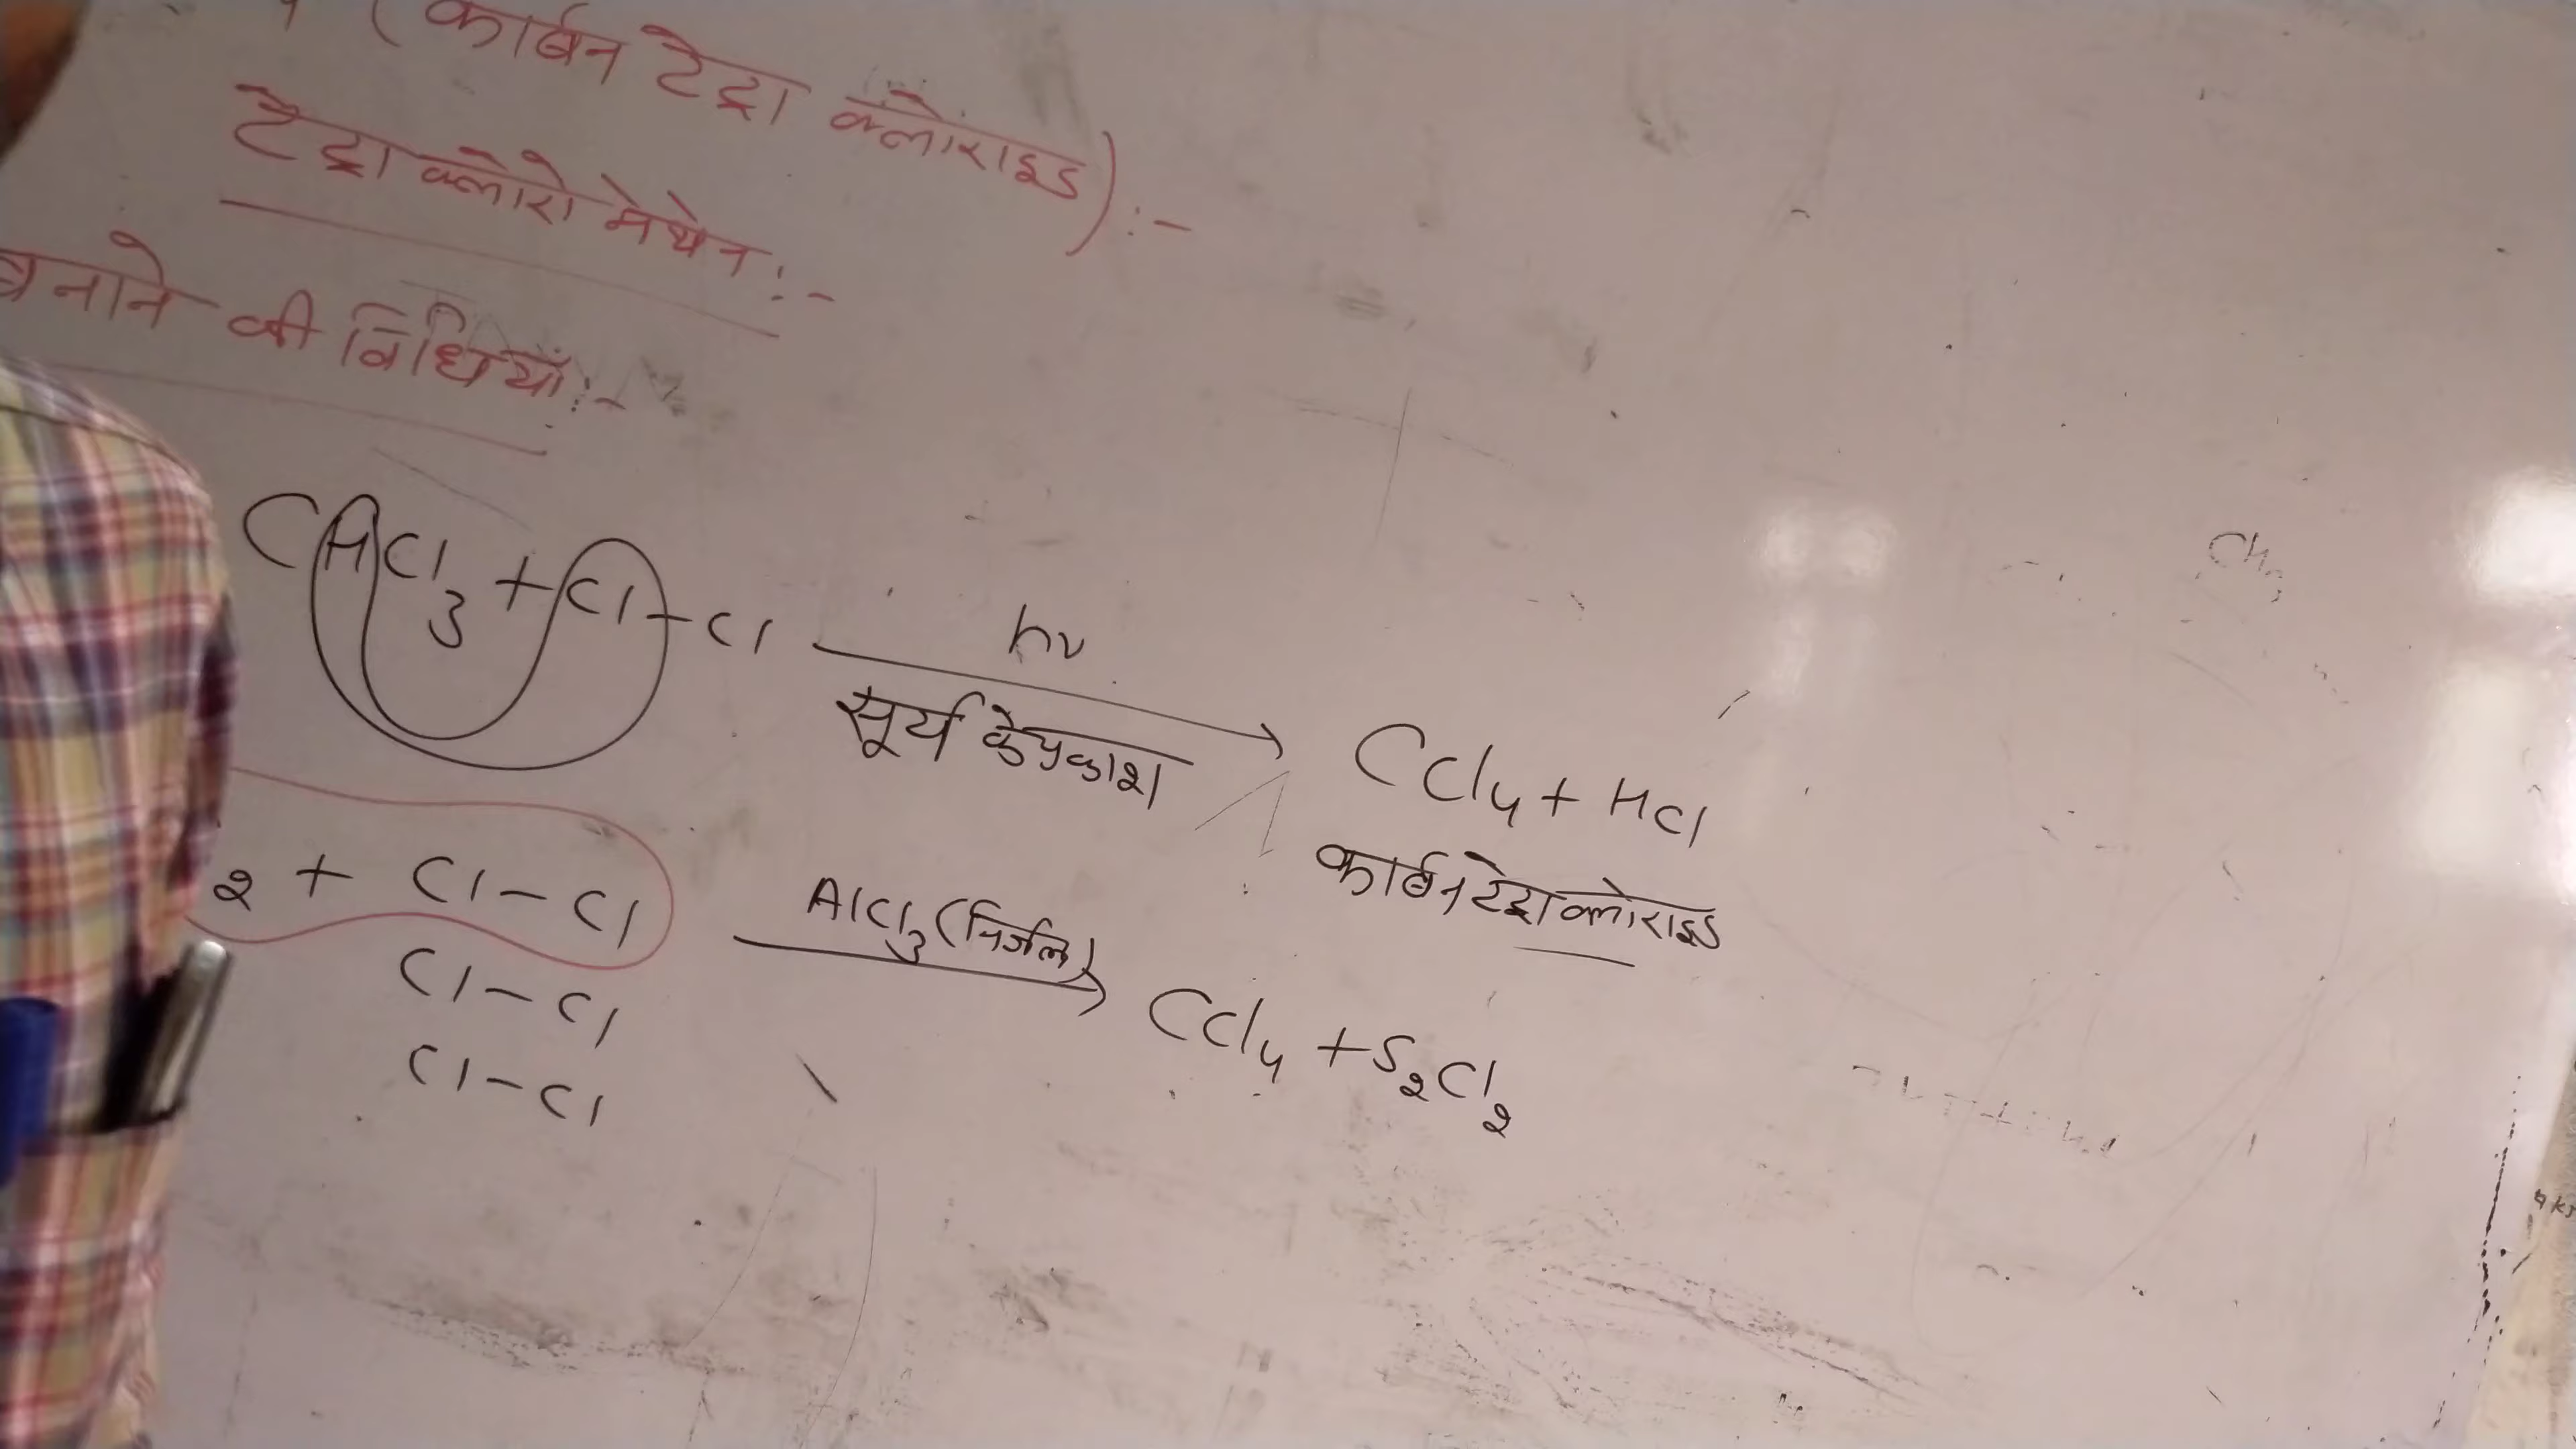 (कार्बन टेट्रा क्लोराइड) :-
टेट्रा क्लोरो मेथेन :-
बनाने की विधियाँ :-
CHCl3 + Cl-Cl hν
सूर्य के प्रकाश
CCl4 + HCl
कार्बन टेट्रा क्लोराइड
2 + Cl-Cl AlCl3 (निर्जल)
Cl-Cl
Cl-Cl
CCl4 + S2Cl2